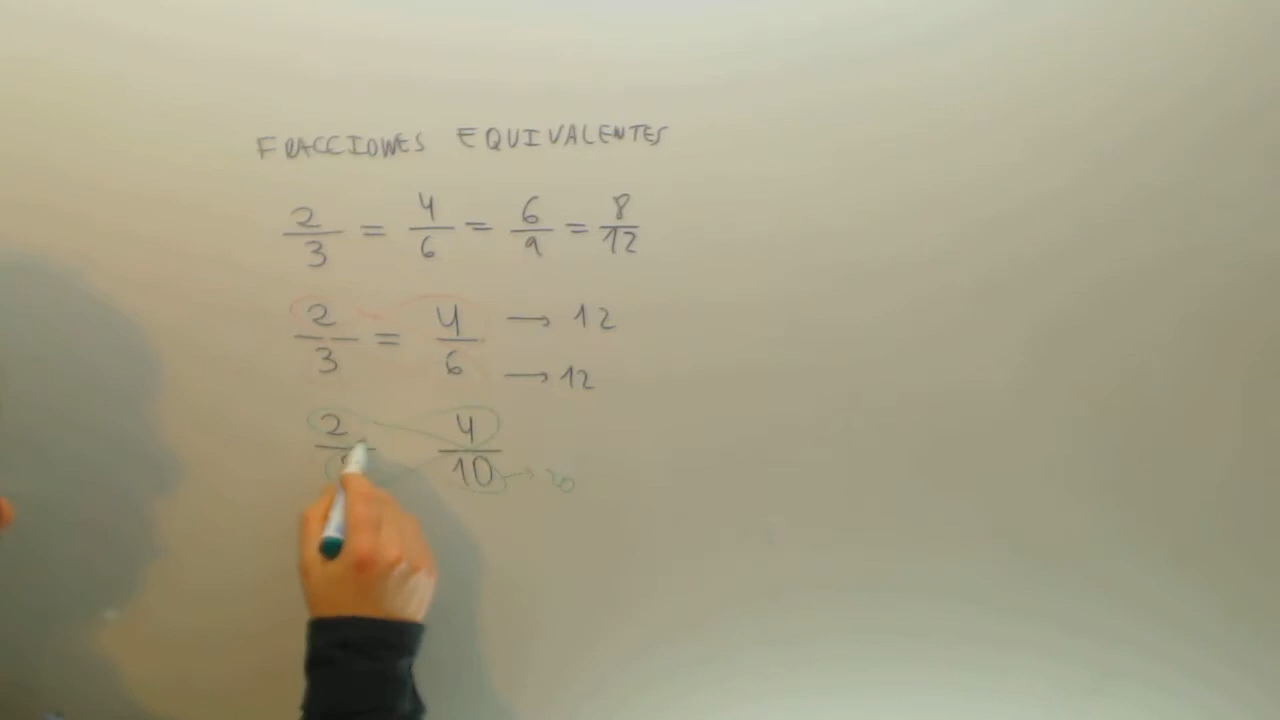 FRACCIONES EQUIVALENTES
2/3 = 4/6 = 6/9 = 8/12
2/3 = 4/6 → 12
→ 12
2 4/10 → 20